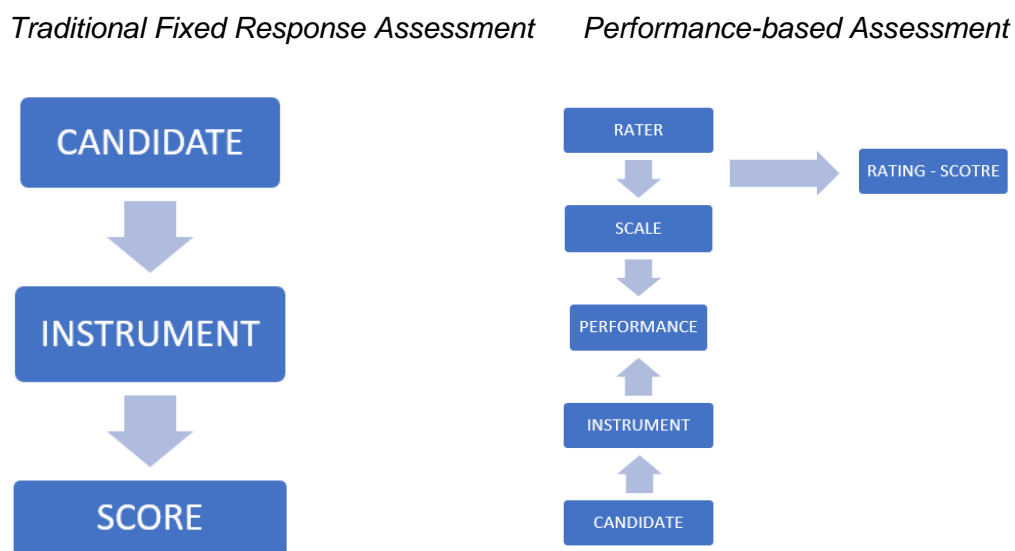 Traditional Fixed Response Assessment
Performance-based Assessment
CANDIDATE
INSTRUMENT
SCORE
RATER
RATING - SCOTRE
SCALE
PERFORMANCE
INSTRUMENT
CANDIDATE